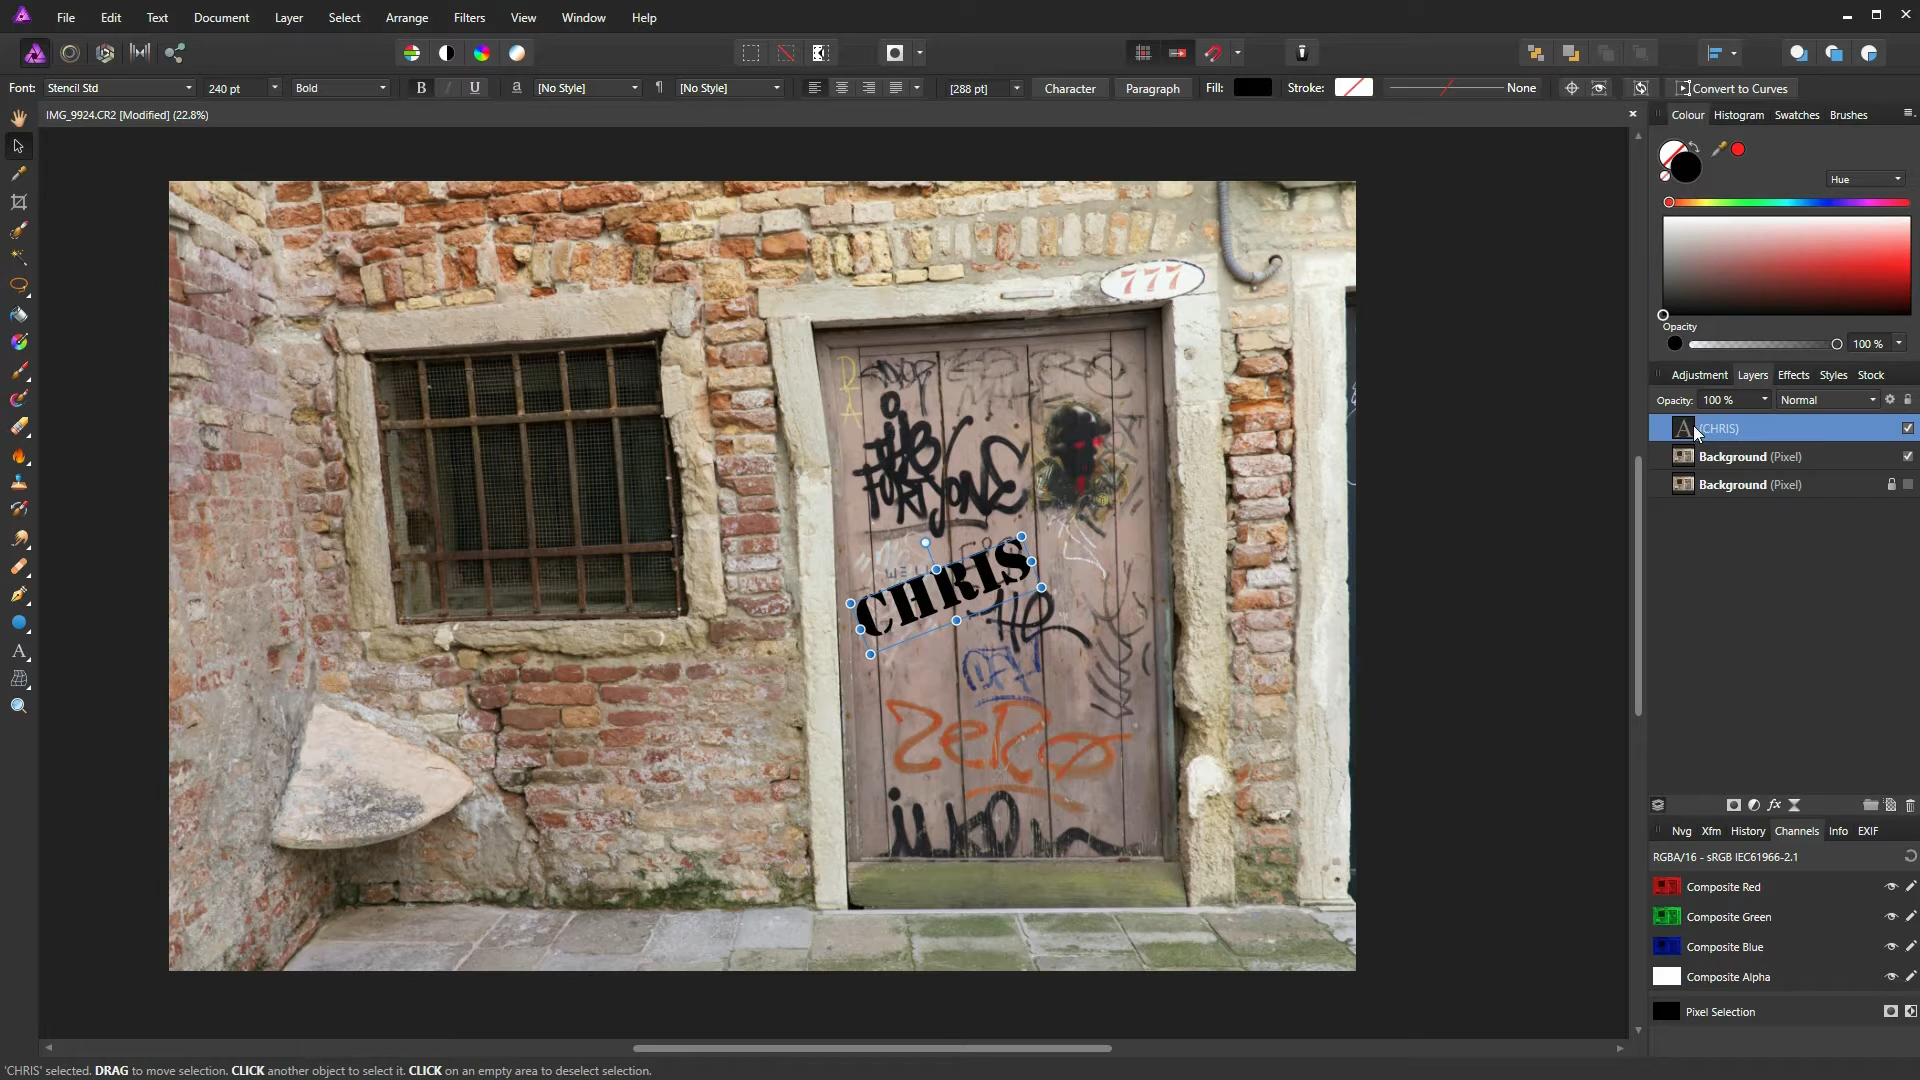 File Edit Text Document Layer Select Arrange Filters View Window Help
Font: Stencil Std 240 pt Bold B I U a [No Style] ¶ [No Style] [288 pt] Character Paragraph Fill: Stroke: None Convert to Curves
IMG_9924.CR2 [Modified] (22.8%)
Colour Histogram Swatches Brushes
Hue
Opacity
100 %
Adjustment Layers Effects Styles Stock
Opacity: 100 % Normal
A (CHRIS)
Background (Pixel)
Background (Pixel)
777
THE
FORTYONE
CHRIS
THE
ZeRo
fx
Nvg Xfm History Channels Info EXIF
RGBA/16 - sRGB IEC61966-2.1
Composite Red
Composite Green
Composite Blue
Composite Alpha
Pixel Selection
'CHRIS' selected. DRAG to move selection. CLICK another object to select it. CLICK on an empty area to deselect selection.